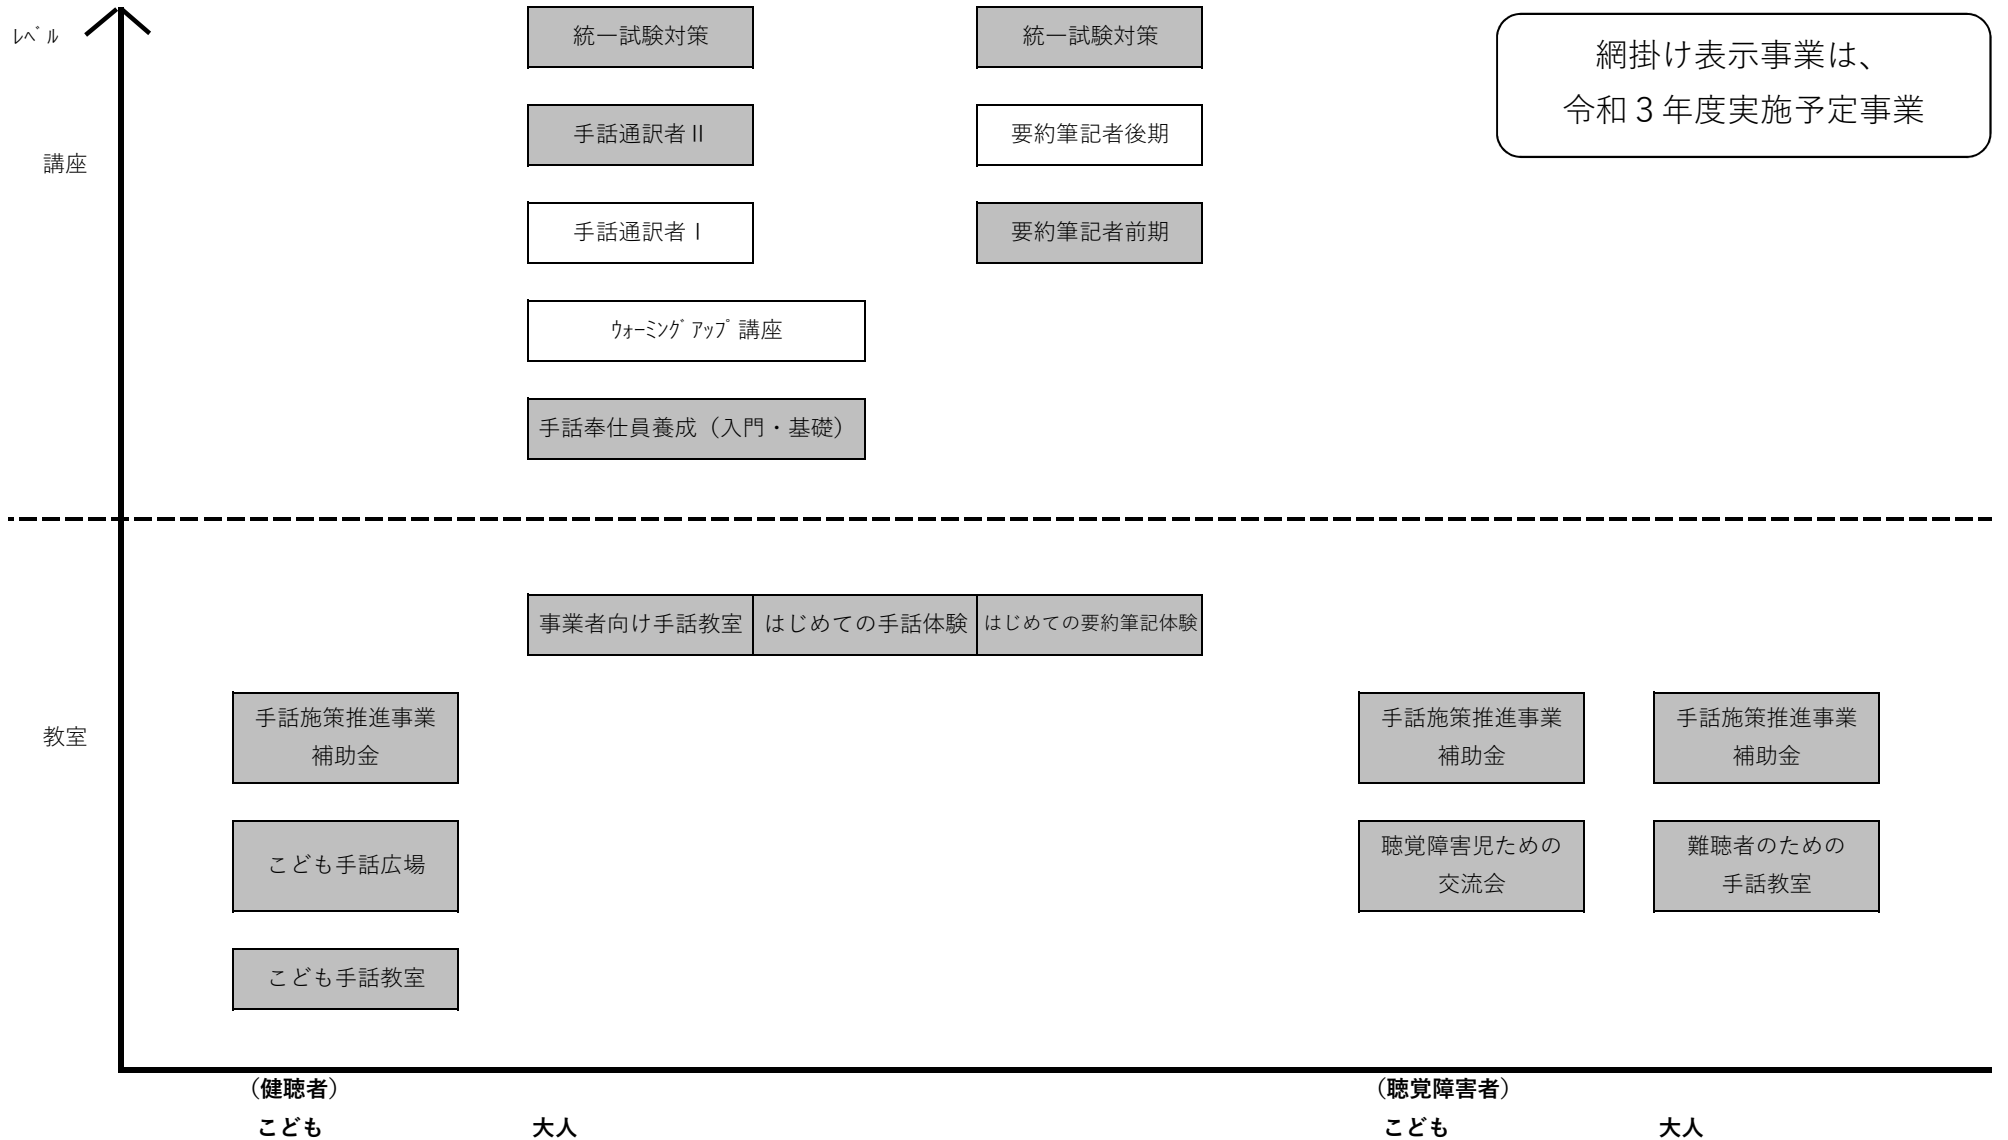 ﾚﾍﾞﾙ
統一試験対策
統一試験対策
網掛け表示事業は、
令和３年度実施予定事業
手話通訳者Ⅱ
要約筆記者後期
講座
手話通訳者Ⅰ
要約筆記者前期
ｳｫｰﾐﾝｸﾞｱｯﾌﾟ講座
手話奉仕員養成（入門・基礎）
事業者向け手話教室
はじめての手話体験
はじめての要約筆記体験
教室
手話施策推進事業
補助金
手話施策推進事業
補助金
手話施策推進事業
補助金
こども手話広場
聴覚障害児ための
交流会
難聴者のための
手話教室
こども手話教室
（健聴者）
（聴覚障害者）
こども
大人
こども
大人